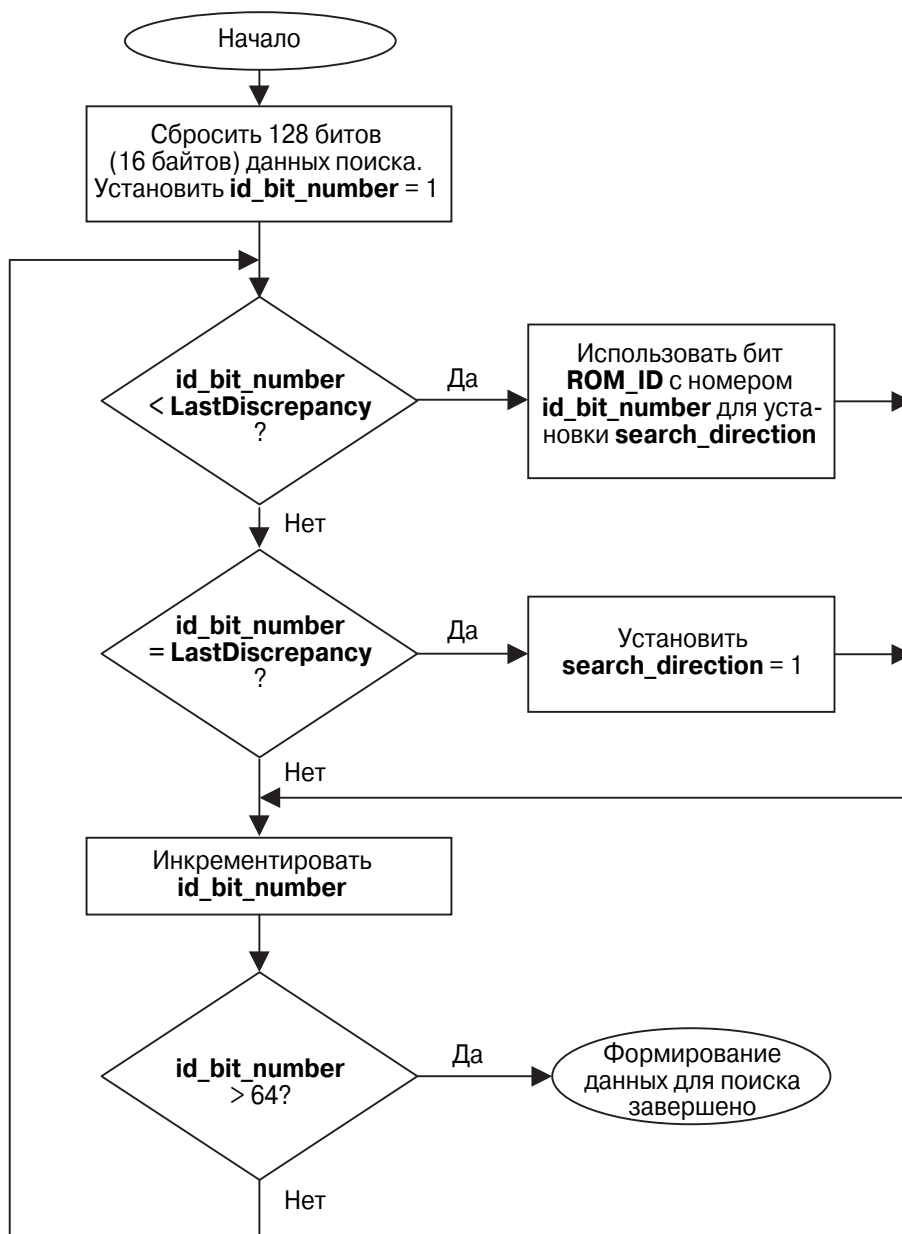 Начало
Сбросить 128 битов
(16 байтов) данных поиска.
Установить id_bit_number = 1
id_bit_number
< LastDiscrepancy
?
Да
Использовать бит
ROM_ID с номером
id_bit_number для уста-
новки search_direction
Нет
id_bit_number
= LastDiscrepancy
?
Да
Установить
search_direction = 1
Нет
Инкрементировать
id_bit_number
id_bit_number
> 64?
Да
Формирование
данных для поиска
завершено
Нет